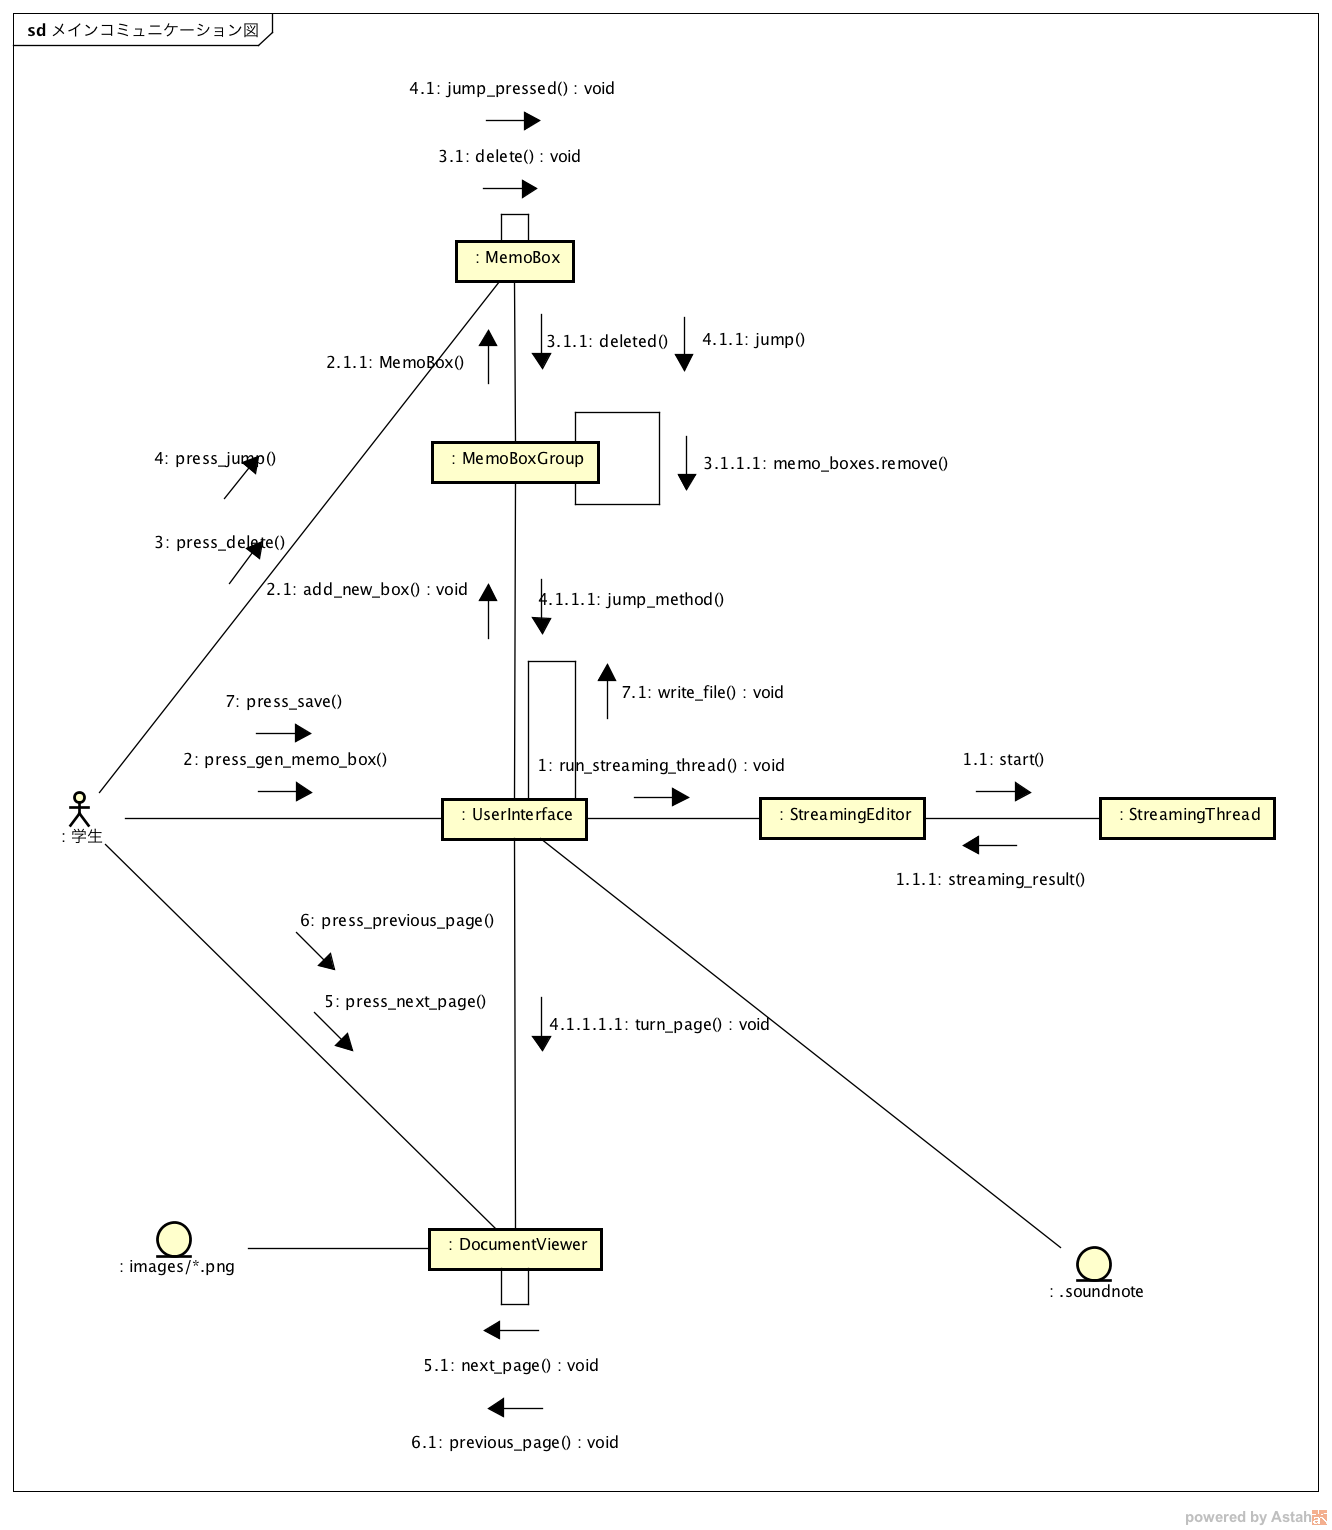 sd メインコミュニケーション図
4.1: jump_pressed() : void
3.1: delete() : void
: MemoBox
3.1.1: deleted()
4.1.1: jump()
2.1.1: MemoBox()
4: press_jump()
: MemoBoxGroup
3.1.1.1: memo_boxes.remove()
3: press_delete()
2.1: add_new_box() : void
4.1.1.1: jump_method()
7: press_save()
7.1: write_file() : void
2: press_gen_memo_box()
1: run_streaming_thread() : void
1.1: start()
: 学生
: UserInterface
: StreamingEditor
: StreamingThread
1.1.1: streaming_result()
6: press_previous_page()
5: press_next_page()
4.1.1.1.1: turn_page() : void
: images/*.png
: DocumentViewer
: .soundnote
5.1: next_page() : void
6.1: previous_page() : void
powered by Astah